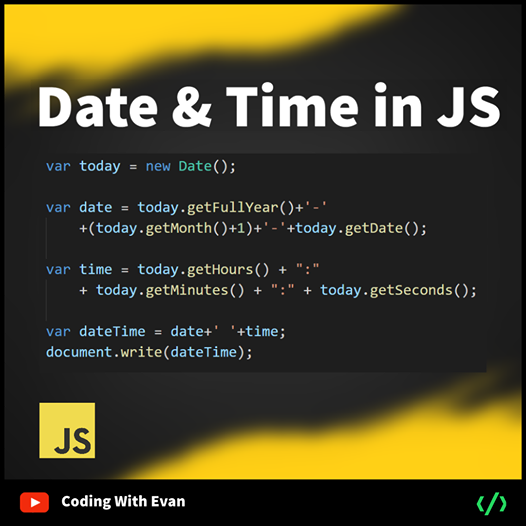 Date & Time in JS
var today = new Date();
var date = today.getFullYear()+'-'
+(today.getMonth()+1)+'-'+today.getDate();
var time = today.getHours() + ":"
+ today.getMinutes() + ":" + today.getSeconds();
var dateTime = date+' '+time;
document.write(dateTime);
JS
Coding With Evan
</>